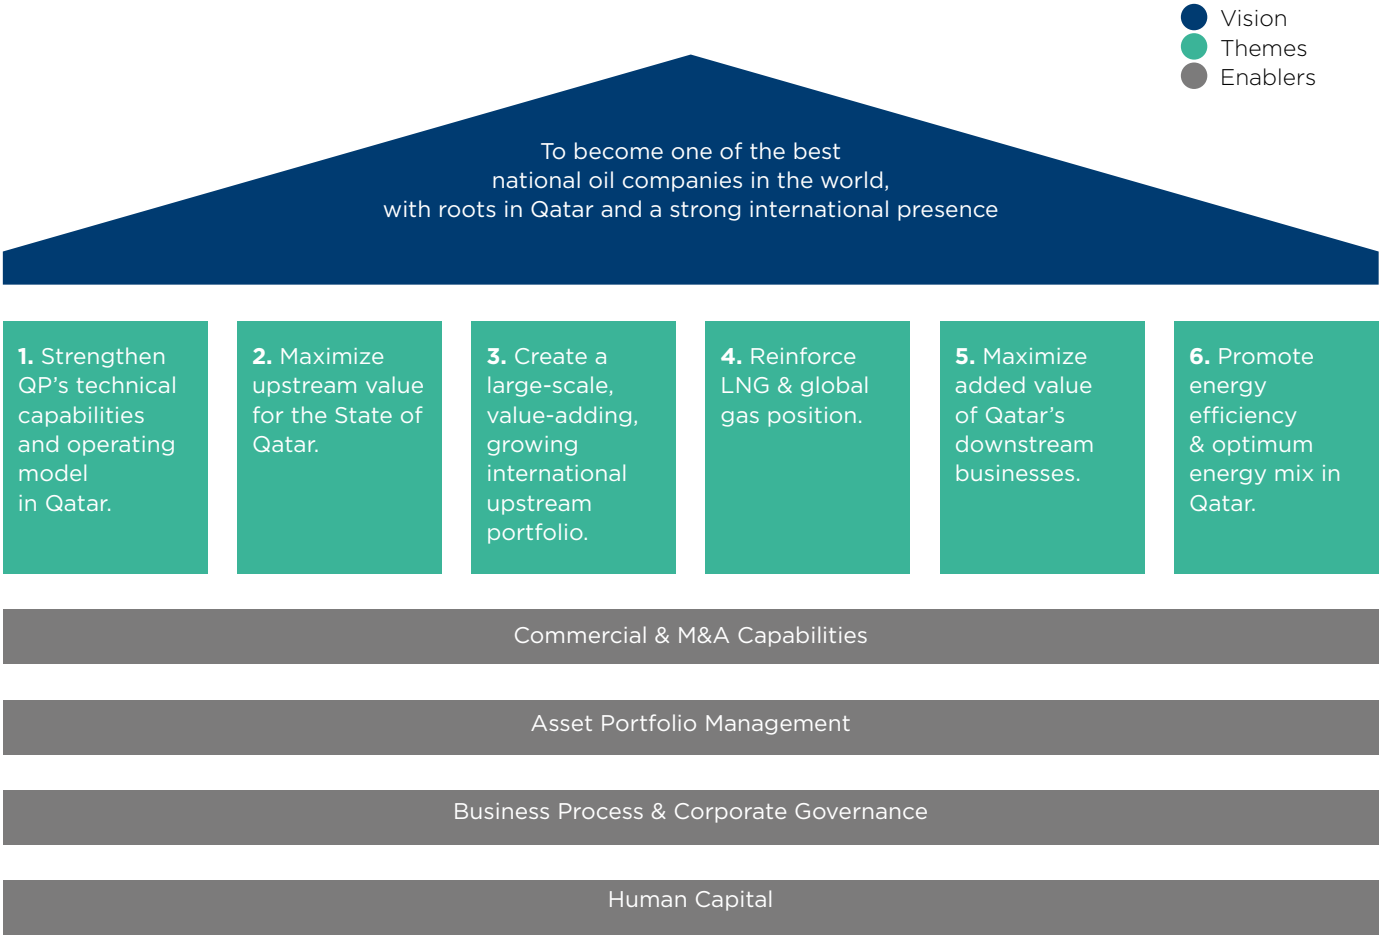 Vision
Themes
Enablers
To become one of the best
national oil companies in the world,
with roots in Qatar and a strong international presence
1. Strengthen
QP’s technical
capabilities
and operating
model
in Qatar.
2. Maximize
upstream value
for the State of
Qatar.
3. Create a
large-scale,
value-adding,
growing
international
upstream
portfolio.
4. Reinforce
LNG & global
gas position.
5. Maximize
added value
of Qatar’s
downstream
businesses.
6. Promote
energy
efficiency
& optimum
energy mix in
Qatar.
Commercial & M&A Capabilities
Asset Portfolio Management
Business Process & Corporate Governance
Human Capital